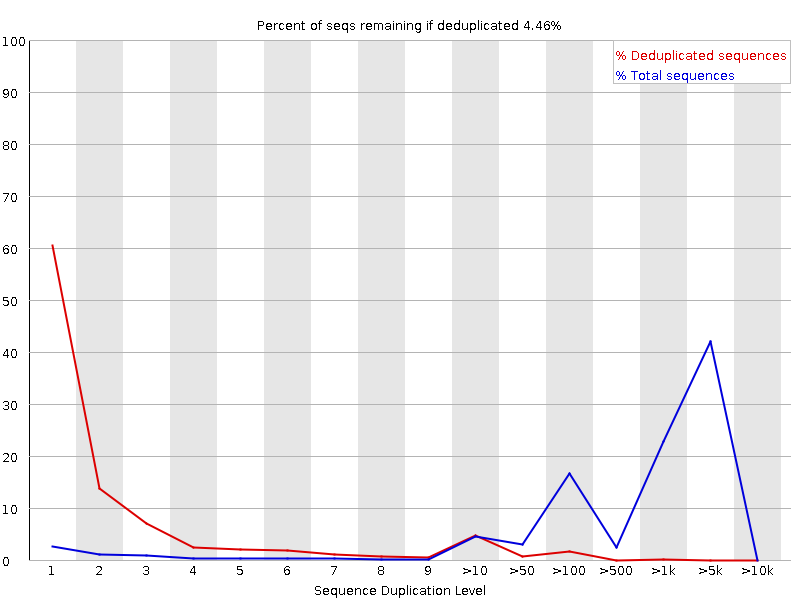 Percent of seqs remaining if deduplicated 4.46%
% Deduplicated sequences
% Total sequences
100
90
80
70
60
50
40
30
20
10
0
1 2 3 4 5 6 7 8 9 >10 >50 >100 >500 >1k >5k >10k
Sequence Duplication Level